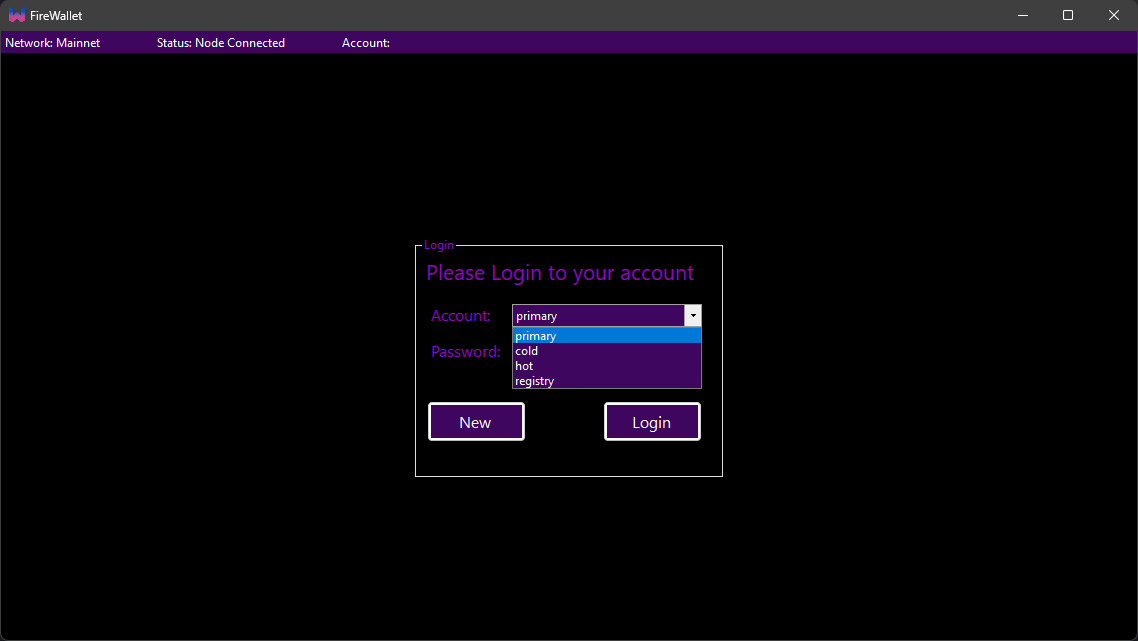 FireWallet
Network: Mainnet Status: Node Connected Account:
Login
Please Login to your account
Account: primary
primary
Password:
cold
hot
registry
New Login